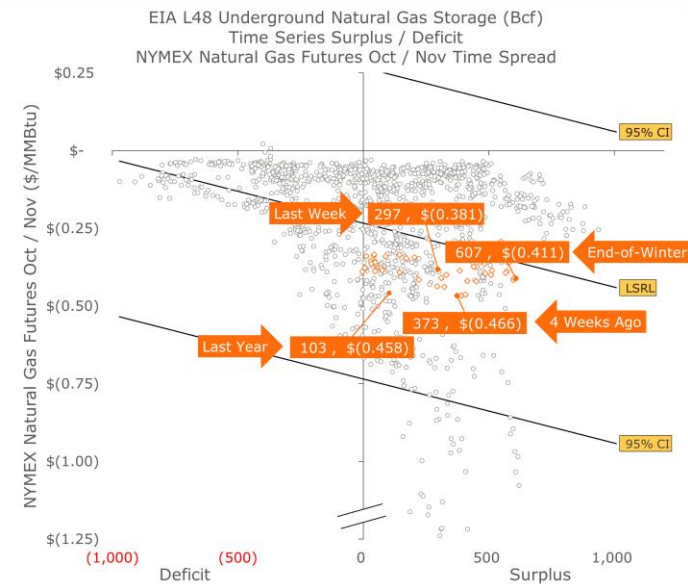 EIA L48 Underground Natural Gas Storage (Bcf)
Time Series Surplus / Deficit
NYMEX Natural Gas Futures Oct / Nov Time Spread
NYMEX Natural Gas Futures Oct / Nov ($/MMBtu)
$0.25
$-
$(0.25)
$(0.50)
$(0.75)
$(1.00)
$(1.25)
95% CI
Last Week
297 , $(0.381)
607 , $(0.411)
End-of-Winter
LSRL
373 , $(0.466)
4 Weeks Ago
Last Year
103 , $(0.458)
95% CI
(1,000)
(500)
0
500
1,000
Deficit
Surplus